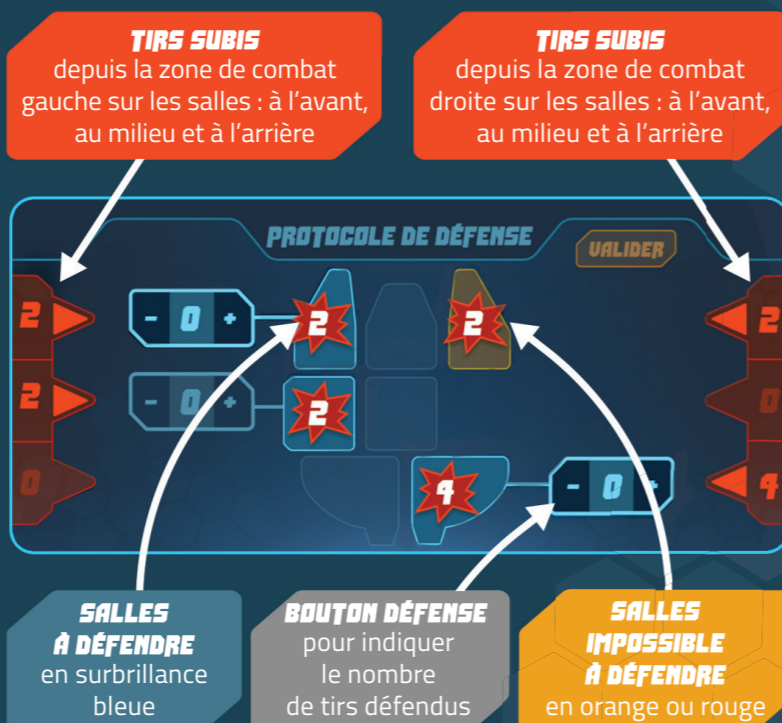 TIRS SUBIS
depuis la zone de combat
gauche sur les salles : à l’avant,
au milieu et à l’arrière
TIRS SUBIS
depuis la zone de combat
droite sur les salles : à l’avant,
au milieu et à l’arrière
PROTOCOLE DE DÉFENSE
VALIDER
2
- 0 +
2
2
2
2
- 0 +
2
0
0
4
- 0 +
4
SALLES
À DÉFENDRE
en surbrillance
bleue
BOUTON DÉFENSE
pour indiquer
le nombre
de tirs défendus
SALLES
IMPOSSIBLE
À DÉFENDRE
en orange ou rouge